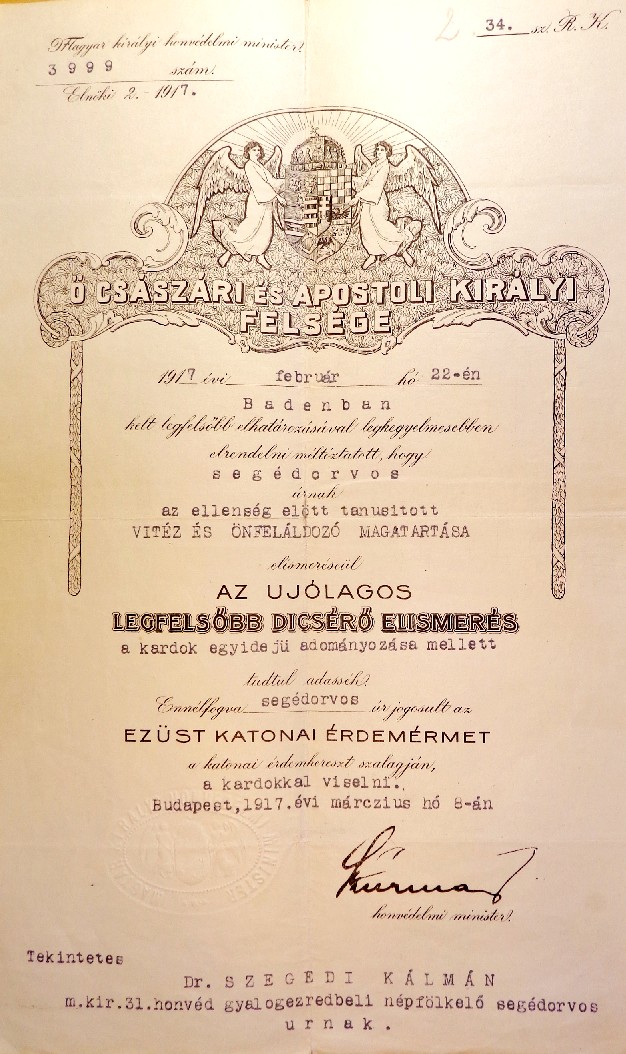 Magyar királyi honvédelmi minister.
3999 szám.
Elnöki 2.-1917.
2
34. sz. R. K.
Ő CSÁSZÁRI ÉS APOSTOLI KIRÁLYI
FELSÉGE
1917 évi február hó 22-én
Badenban
kelt legfelsőbb elhatározásával leghegyelmesebben
elrendelni méltóztatott, hogy
segédorvos
úrnak
az ellenség előtt tanusitott
VITÉZ ÉS ÖNFELÁLDOZÓ MAGATARTÁSA
elismeréseül
AZ UJÓLAGOS
LEGFELSŐBB DICSÉRŐ ELISMERÉS
a kardok egyidejü adományozása mellett
tudtul adassék.
Ennélfogva segédorvos úr jogosult az
EZÜST KATONAI ÉRDEMÉRMET
a katonai érdemkereszt szalagján,
a kardokkal viselni.
Budapest,1917.évi márczius hó 8-án
honvédelmi minister.
Tekintetes
Dr. SZEGEDI KÁLMÁN
m.kir.31.honvéd gyalogezredbeli népfölkelő segédorvos
urnak.